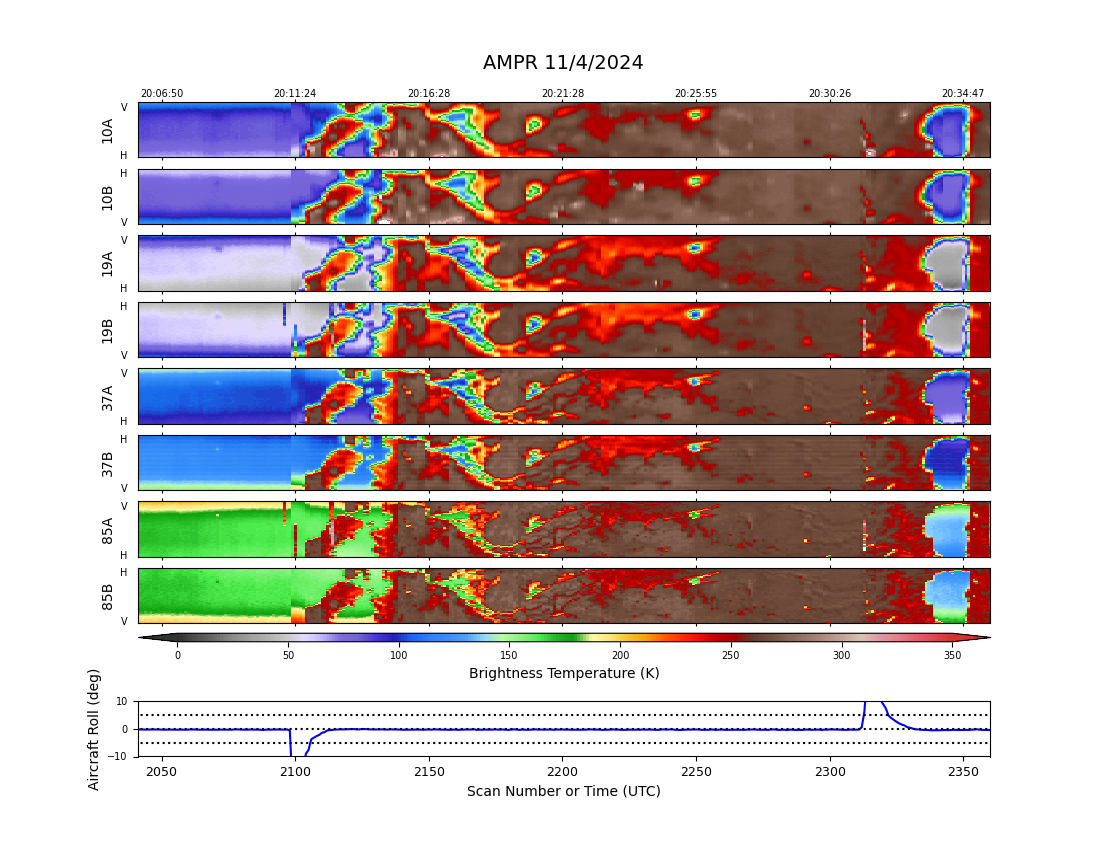 AMPR 11/4/2024
20:06:50 20:11:24 20:16:28 20:21:28 20:25:55 20:30:26 20:34:47
V
10A
H
H
10B
V
V
19A
H
H
19B
V
V
37A
H
H
37B
V
V
85A
H
H
85B
V
0 50 100 150 200 250 300 350
Brightness Temperature (K)
Aircraft Roll (deg)
10
0
−10
2050 2100 2150 2200 2250 2300 2350
Scan Number or Time (UTC)